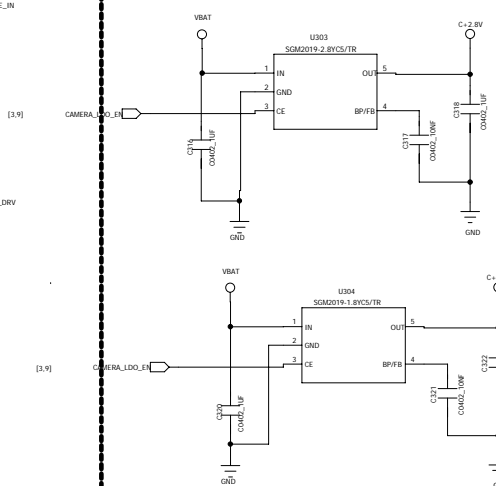 E_IN
VBAT
C+2.8V
U303
SGM2019-2.8YC5/TR
1
IN
OUT
5
2
GND
3
CE
BP/FB
4
[3,9]
CAMERA_LDO_EN
C316
C0402_1UF
C317
C0402_10NF
C318
C0402_1UF
_DRV
GND
GND
VBAT
C+
U304
SGM2019-1.8YC5/TR
1
IN
OUT
5
2
GND
3
CE
BP/FB
4
[3,9]
CAMERA_LDO_EN
C320
C0402_1UF
C321
C0402_10NF
C322
GND